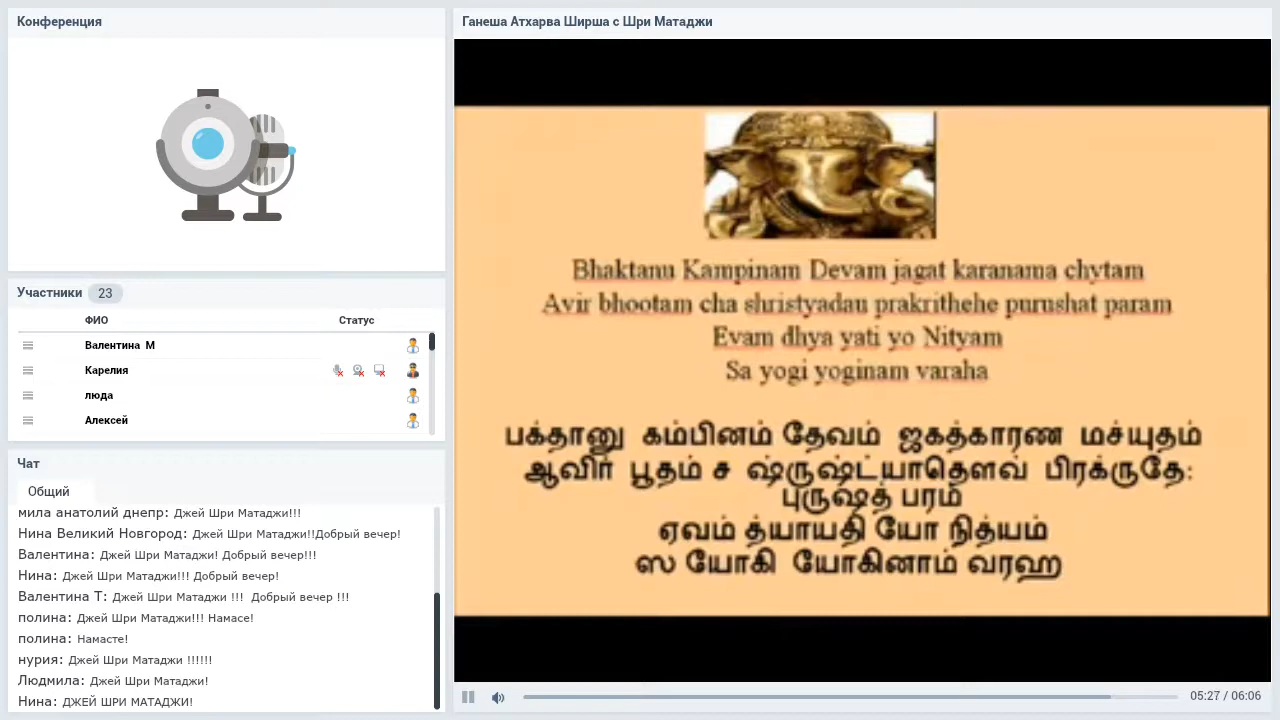 Конференция
Участники 23
ФИО Статус
Валентина М
Карелия
люда
Алексей
Чат
Общий
мила анатолий днепр: Джей Шри Матаджи!!!
Нина Великий Новгород: Джей Шри Матаджи!!Добрый вечер!
Валентина: Джей Шри Матаджи! Добрый вечер!!!
Нина: Джей Шри Матаджи!!! Добрый вечер!
Валентина Т: Джей Шри Матаджи !!! Добрый вечер !!!
полина: Джей Шри Матаджи!!! Намасе!
полина: Намасте!
нурия: Джей Шри Матаджи !!!!!!
Людмила: Джей Шри Матаджи!
Нина: ДЖЕЙ ШРИ МАТАДЖИ!
Ганеша Атхарва Ширша с Шри Матаджи
Bhaktanu Kampinam Devam jagat karanama chytam
Avir bhootam cha shristyadau prakrithehe purushat param
Evam dhya yati yo Nityam
Sa yogi yoginam varaha
பக்தானு கம்பினம் தேவம் ஜகத்காரண மச்யுதம்
ஆவிர் பூதம் ச ஷ்ருஷ்ட்யாதௌவ் பிரக்ருதே:
புருஷத் பரம்
ஏவம் த்யாயதி யோ நித்யம்
ஸ யோகி யோகினாம் வரஹ
05:27 / 06:06